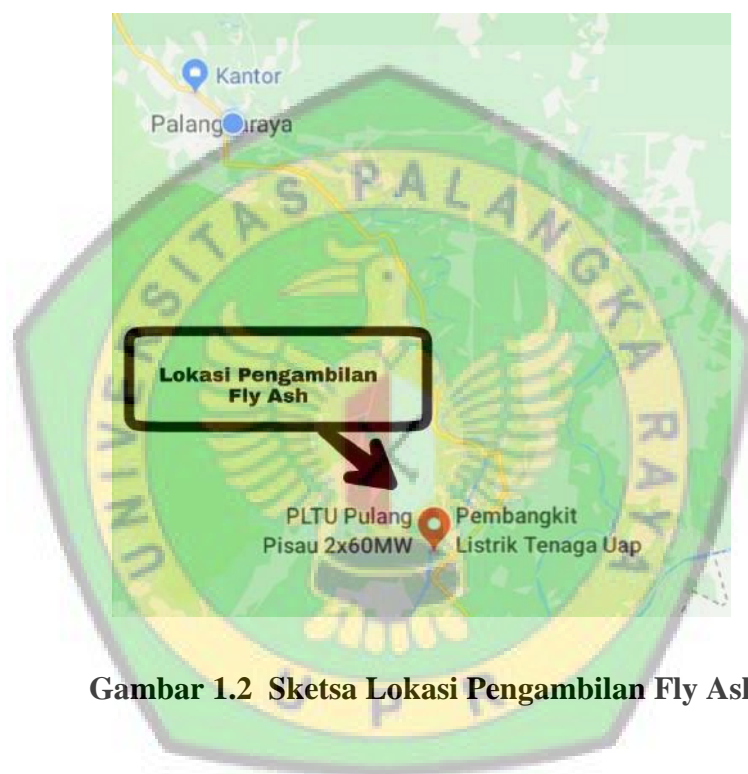 Kantor
Palangkaraya
UNIVERSITAS PALANGKA RAYA
Lokasi Pengambilan
Fly Ash
PLTU Pulang
Pisau 2x60MW
Pembangkit
Listrik Tenaga Uap
Gambar 1.2 Sketsa Lokasi Pengambilan Fly Ash
U P R